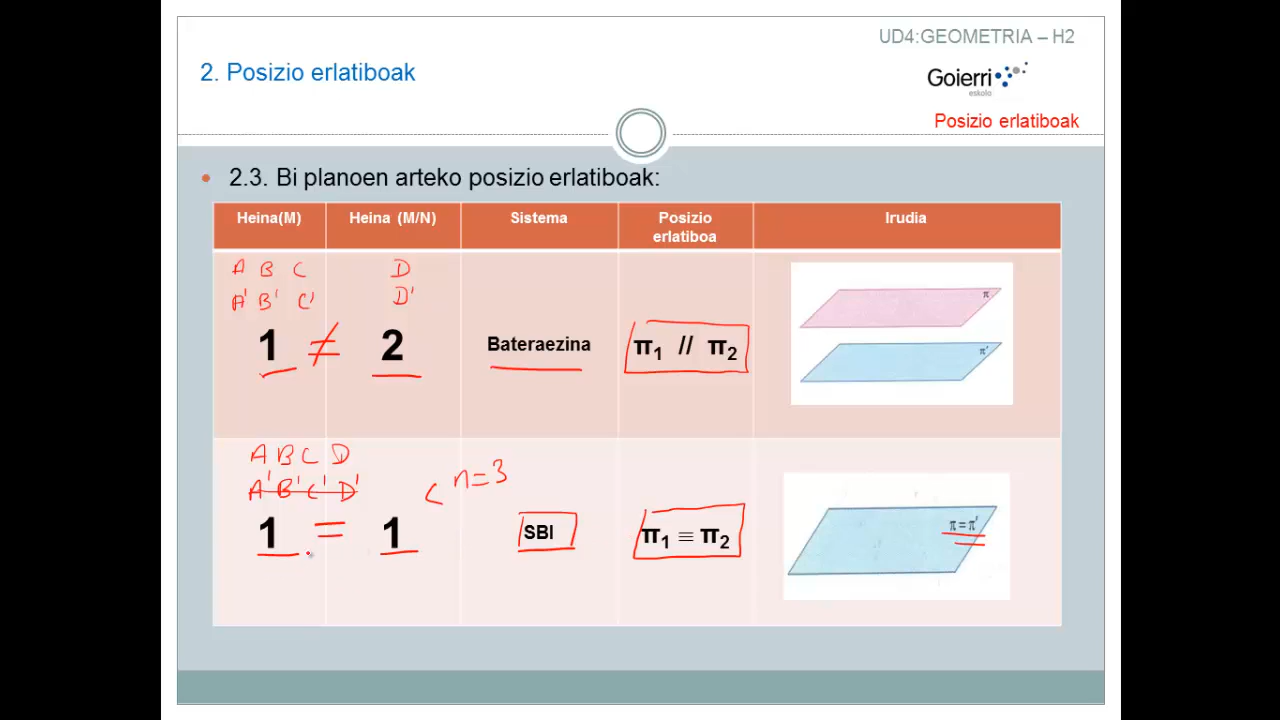 UD4:GEOMETRIA – H2
2. Posizio erlatiboak
Goierri
eskola
Posizio erlatiboak
• 2.3. Bi planoen arteko posizio erlatiboak:
Heina(M) Heina (M/N) Sistema Posizio erlatiboa Irudia
A B C D
A' B' C' D'
1 ≠ 2 Bateraezina π1 // π2
π
π'
A B C D
A' B' C' D'
< n=3
1 = 1 SBI π1 ≡ π2
π = π'